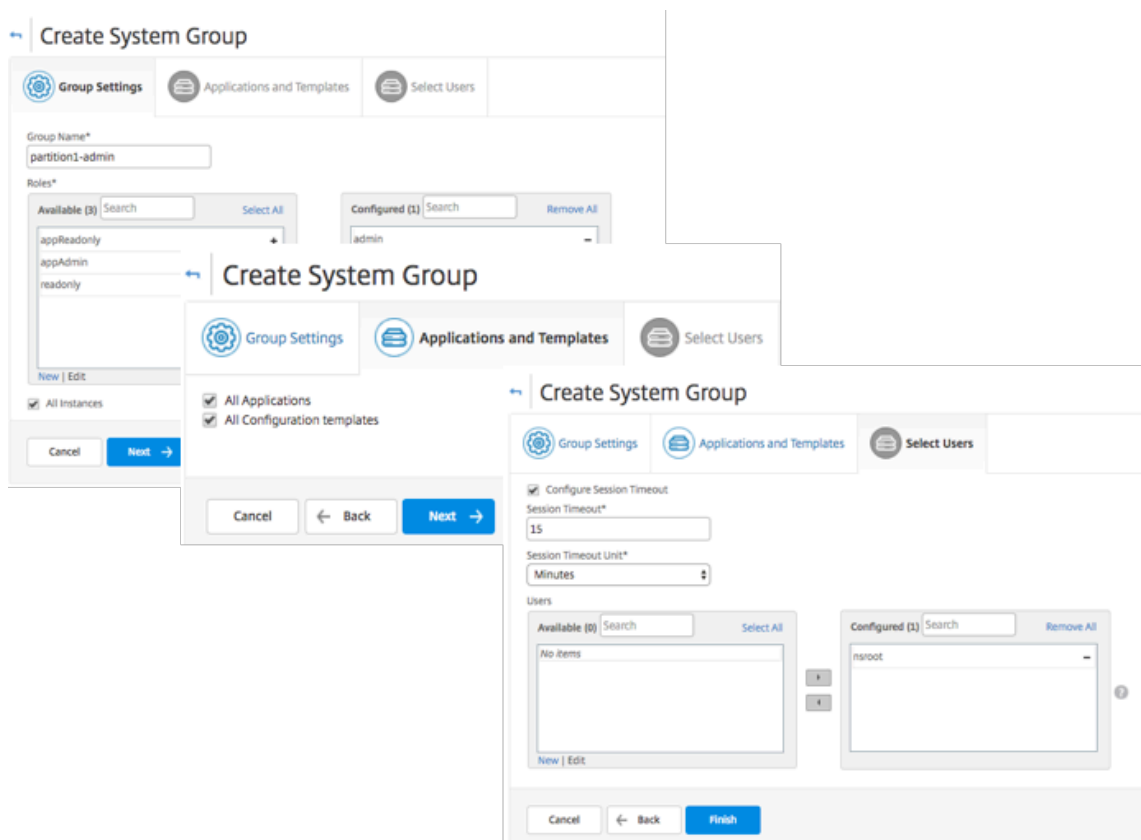 Create System Group
Group Settings
Applications and Templates
Select Users
Group Name*
partition1-admin
Roles*
Available (3) Search Select All
Configured (1) Search Remove All
appReadonly +
admin −
appAdmin
readonly
New | Edit
All Instances
Cancel Next →
Create System Group
Group Settings
Applications and Templates
Select Users
All Applications
All Configuration templates
Cancel ← Back Next →
Create System Group
Group Settings
Applications and Templates
Select Users
Configure Session Timeout
Session Timeout*
15
Session Timeout Unit*
Minutes
Users
Available (0) Search Select All
Configured (1) Search Remove All
No items
nsroot −
?
New | Edit
Cancel ← Back Finish